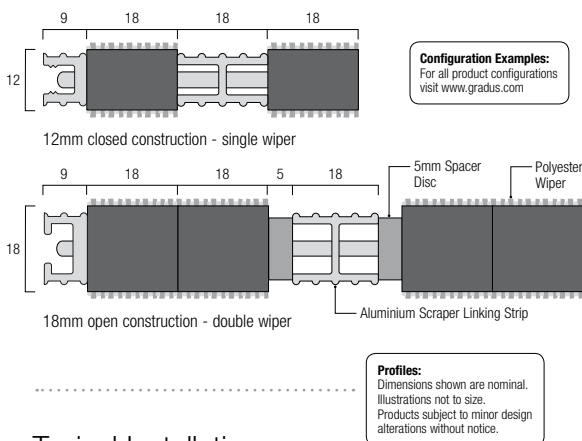 9 18 18 18
12
Configuration Examples:
For all product configurations
visit www.gradus.com
12mm closed construction - single wiper
9 18 18 5 18
5mm Spacer
Disc
Polyester
Wiper
18
Aluminium Scraper Linking Strip
18mm open construction - double wiper
Profiles:
Dimensions shown are nominal.
Illustrations not to size.
Products subject to minor design
alterations without notice.